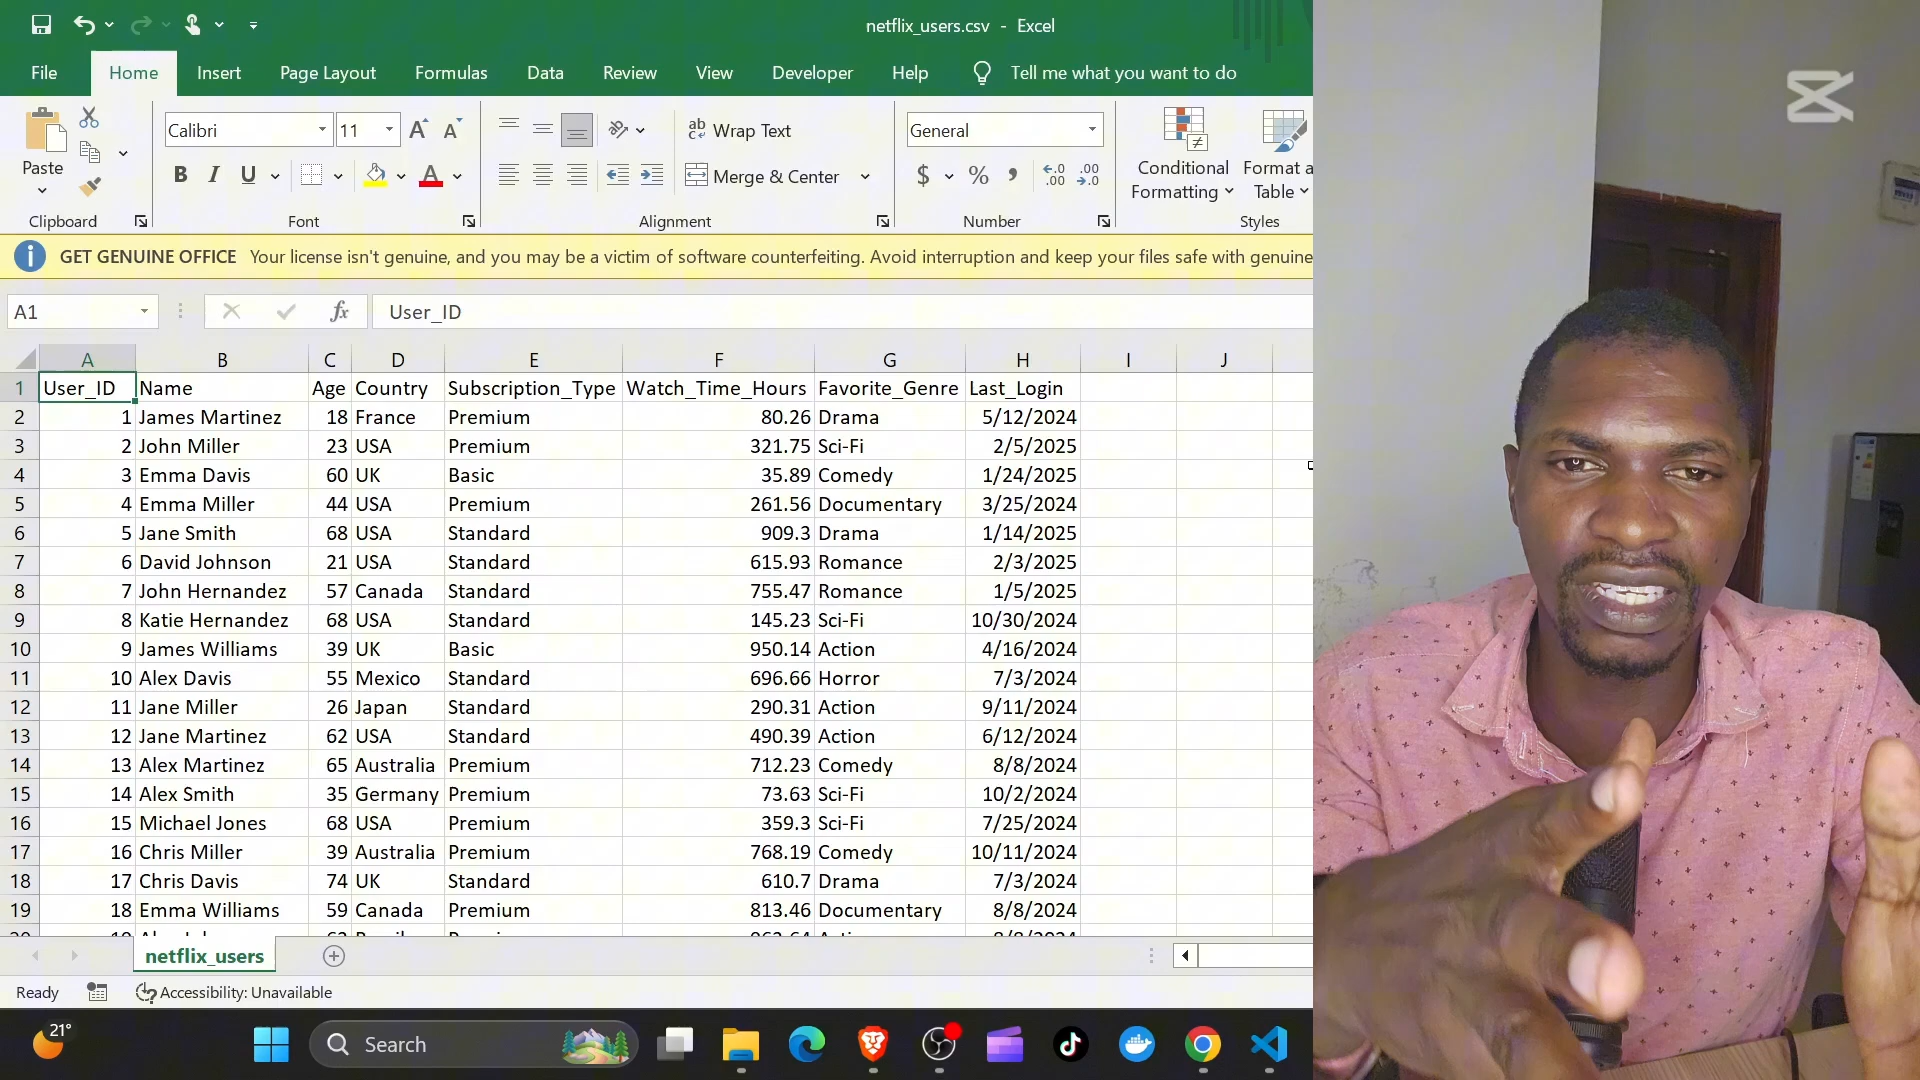 netflix_users.csv - Excel
File Home Insert Page Layout Formulas Data Review View Developer Help Tell me what you want to do
Calibri 11 ab Wrap Text General
Paste B I U A Merge & Center $ % , Conditional Formatting Format a Table
Clipboard Font Alignment Number Styles
GET GENUINE OFFICE Your license isn't genuine, and you may be a victim of software counterfeiting. Avoid interruption and keep your files safe with genuine
A1 fx User_ID
A B C D E F G H I J
1 User_ID Name Age Country Subscription_Type Watch_Time_Hours Favorite_Genre Last_Login
2 1 James Martinez 18 France Premium 80.26 Drama 5/12/2024
3 2 John Miller 23 USA Premium 321.75 Sci-Fi 2/5/2025
4 3 Emma Davis 60 UK Basic 35.89 Comedy 1/24/2025
5 4 Emma Miller 44 USA Premium 261.56 Documentary 3/25/2024
6 5 Jane Smith 68 USA Standard 909.3 Drama 1/14/2025
7 6 David Johnson 21 USA Standard 615.93 Romance 2/3/2025
8 7 John Hernandez 57 Canada Standard 755.47 Romance 1/5/2025
9 8 Katie Hernandez 68 USA Standard 145.23 Sci-Fi 10/30/2024
10 9 James Williams 39 UK Basic 950.14 Action 4/16/2024
11 10 Alex Davis 55 Mexico Standard 696.66 Horror 7/3/2024
12 11 Jane Miller 26 Japan Standard 290.31 Action 9/11/2024
13 12 Jane Martinez 62 USA Standard 490.39 Action 6/12/2024
14 13 Alex Martinez 65 Australia Premium 712.23 Comedy 8/8/2024
15 14 Alex Smith 35 Germany Premium 73.63 Sci-Fi 10/2/2024
16 15 Michael Jones 68 USA Premium 359.3 Sci-Fi 7/25/2024
17 16 Chris Miller 39 Australia Premium 768.19 Comedy 10/11/2024
18 17 Chris Davis 74 UK Standard 610.7 Drama 7/3/2024
19 18 Emma Williams 59 Canada Premium 813.46 Documentary 8/8/2024
netflix_users
Ready Accessibility: Unavailable
21° Search